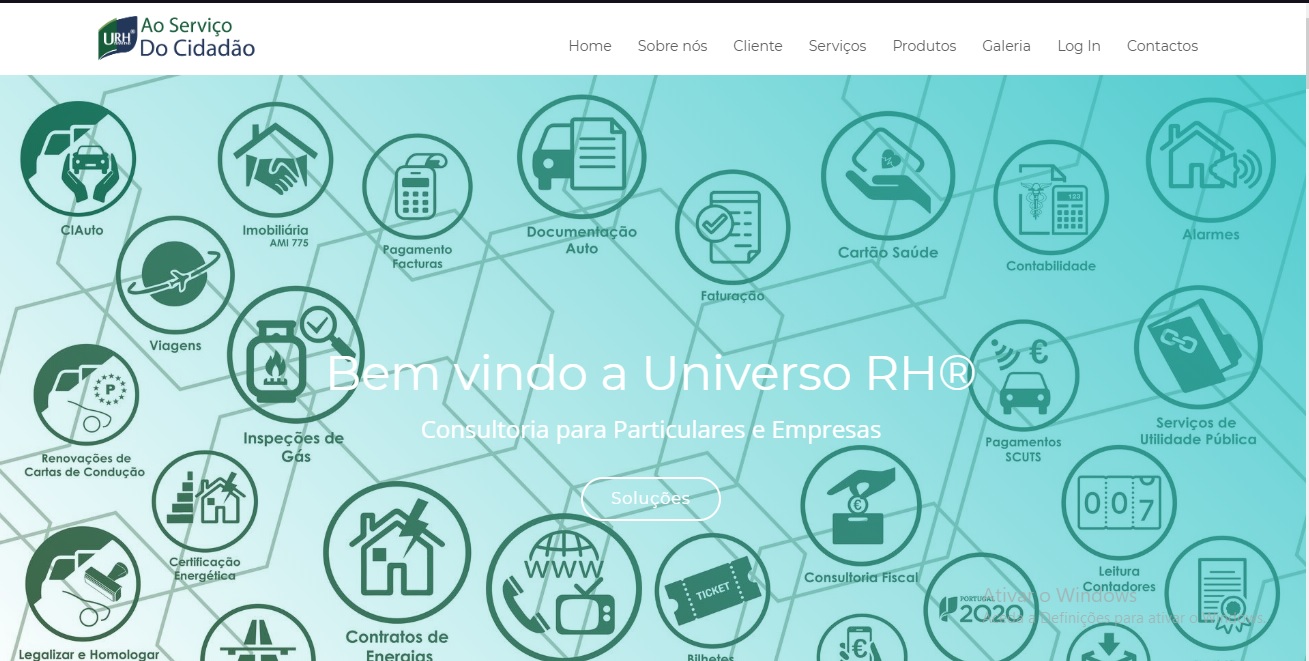 URH®
Ao Serviço
Do Cidadão
Home Sobre nós Cliente Serviços Produtos Galeria Log In Contactos
CIAuto
Imobiliária
AMI 775
Pagamento
Facturas
Documentação
Auto
Faturação
Cartão Saúde
Contabilidade
Alarmes
Viagens
Inspeções de
Gás
Bem vindo a Universo RH®
Consultoria para Particulares e Empresas
Soluções
P
€
Pagamentos
SCUTS
Serviços de
Utilidade Pública
Renovações de
Cartas de Condução
Certificação
Energética
Contratos de
Energias
WWW
TICKET
Bilhetes
€
Consultoria Fiscal
007
Leitura
Contadores
PORTUGAL
2020
€
Legalizar e Homologar
Ativar o Windows
Aceda a Definições para ativar o Windows.